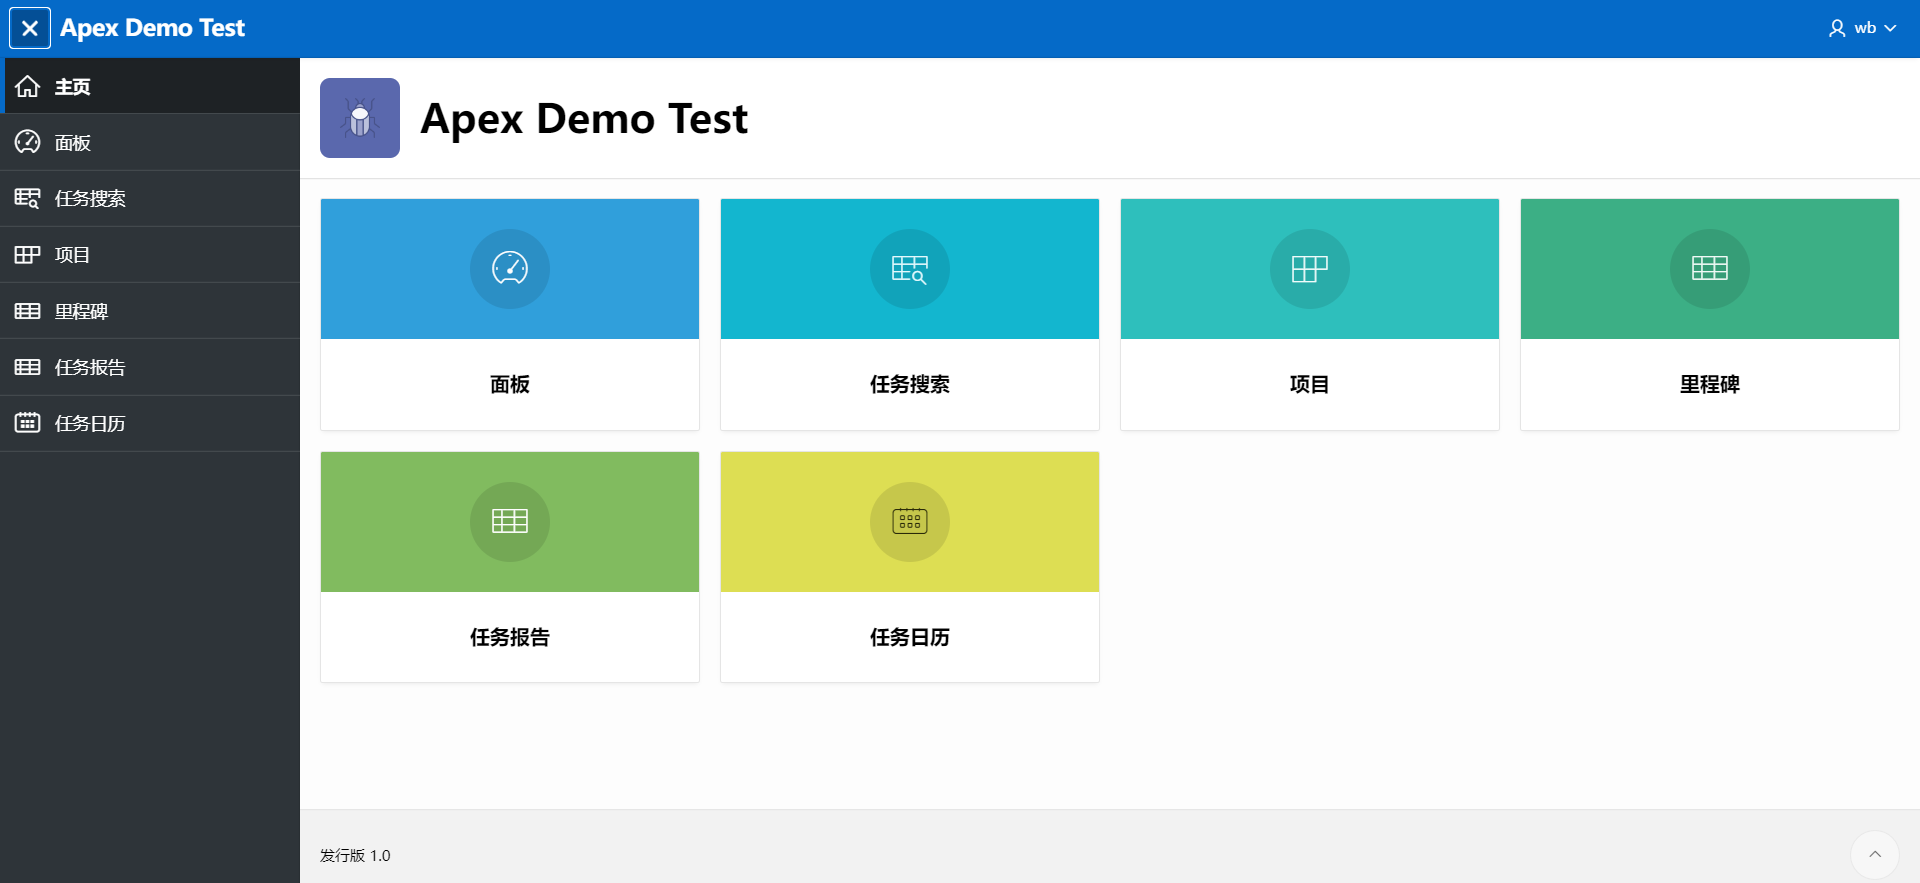 Apex Demo Test
wb
主页
面板
任务搜索
项目
里程碑
任务报告
任务日历
Apex Demo Test
面板
任务搜索
项目
里程碑
任务报告
任务日历
发行版 1.0